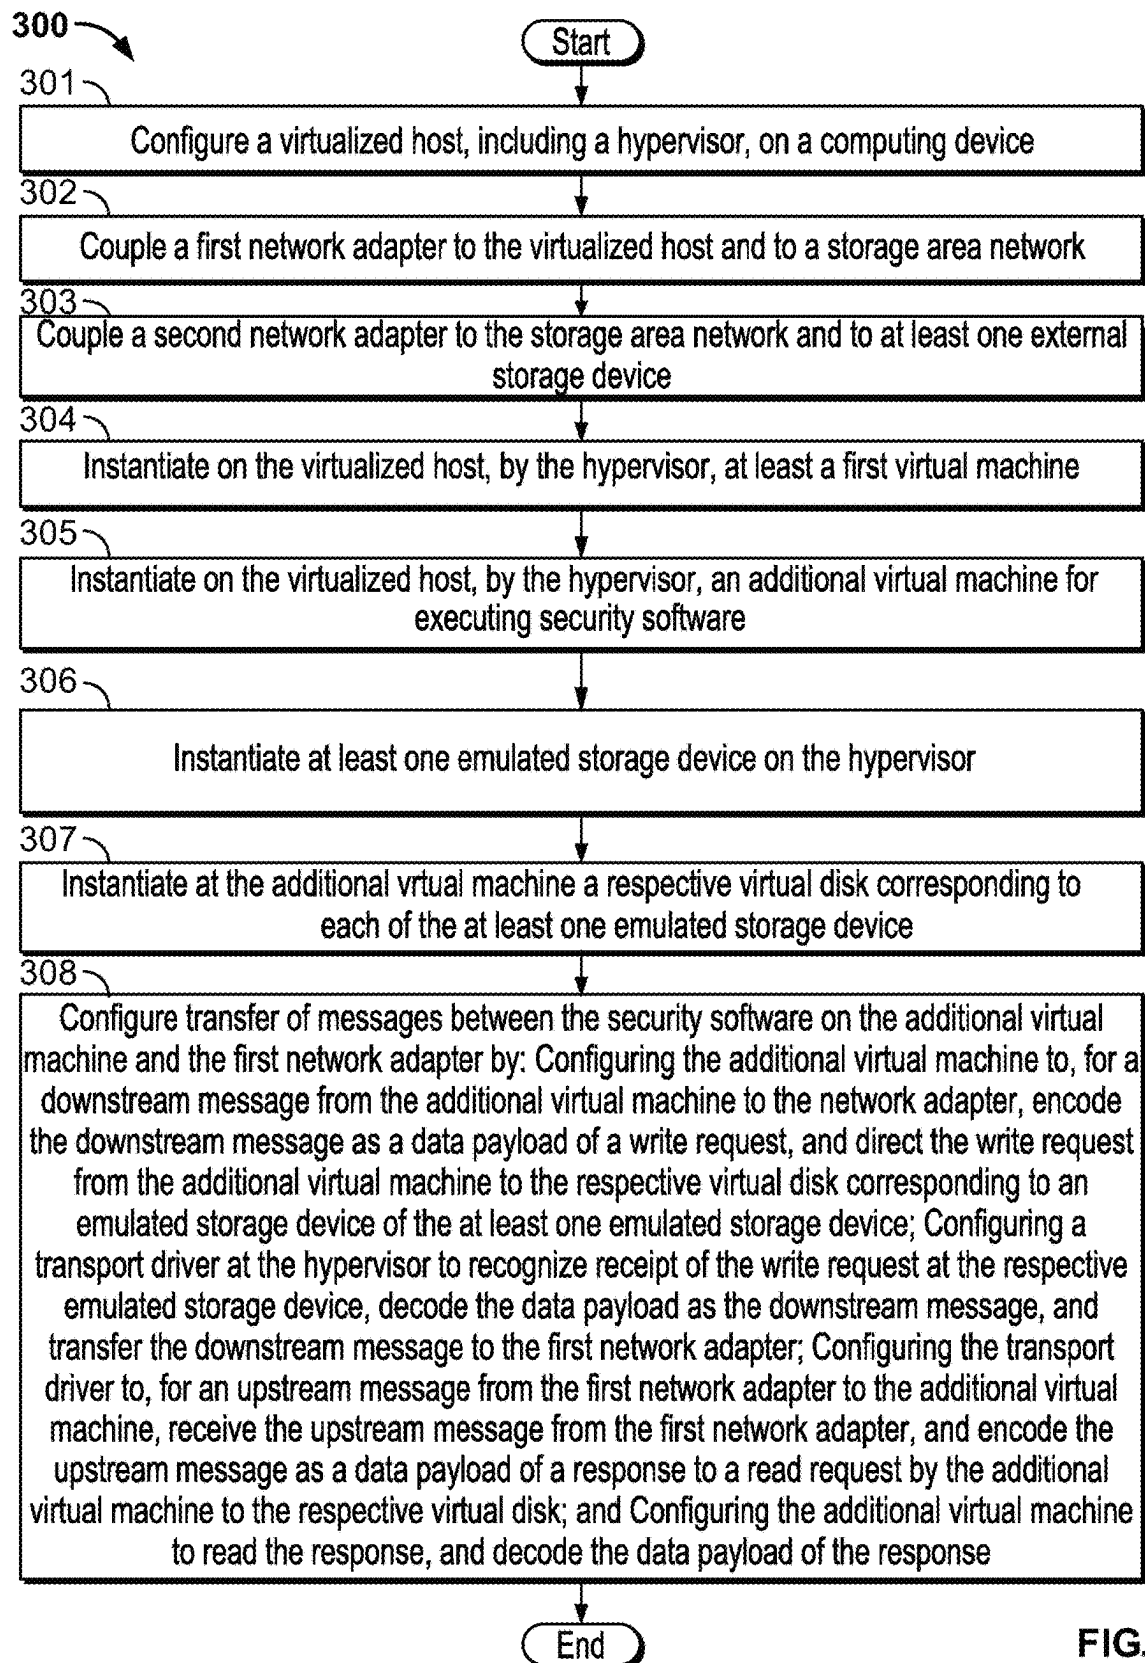 300
Start
301
Configure a virtualized host, including a hypervisor, on a computing device
302
Couple a first network adapter to the virtualized host and to a storage area network
303
Couple a second network adapter to the storage area network and to at least one external
storage device
304
Instantiate on the virtualized host, by the hypervisor, at least a first virtual machine
305
Instantiate on the virtualized host, by the hypervisor, an additional virtual machine for
executing security software
306
Instantiate at least one emulated storage device on the hypervisor
307
Instantiate at the additional vrtual machine a respective virtual disk corresponding to
each of the at least one emulated storage device
308
Configure transfer of messages between the security software on the additional virtual
machine and the first network adapter by: Configuring the additional virtual machine to, for a
downstream message from the additional virtual machine to the network adapter, encode
the downstream message as a data payload of a write request, and direct the write request
from the additional virtual machine to the respective virtual disk corresponding to an
emulated storage device of the at least one emulated storage device; Configuring a
transport driver at the hypervisor to recognize receipt of the write request at the respective
emulated storage device, decode the data payload as the downstream message, and
transfer the downstream message to the first network adapter; Configuring the transport
driver to, for an upstream message from the first network adapter to the additional virtual
machine, receive the upstream message from the first network adapter, and encode the
upstream message as a data payload of a response to a read request by the additional
virtual machine to the respective virtual disk; and Configuring the additional virtual machine
to read the response, and decode the data payload of the response
End
FIG.